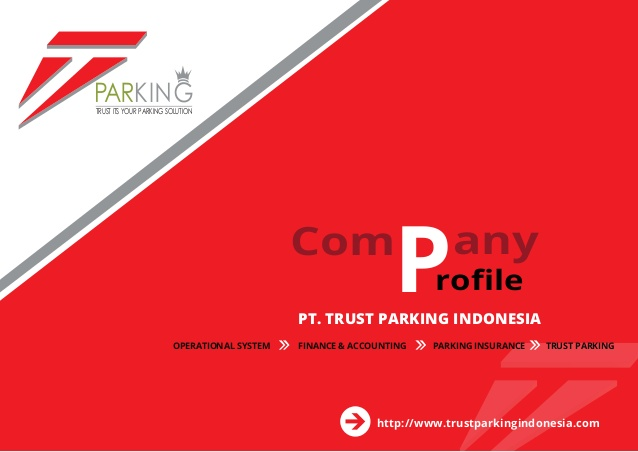 PARKING
TRUST ITS YOUR PARKING SOLUTION
ComPany
Profile
PT. TRUST PARKING INDONESIA
OPERATIONAL SYSTEM » FINANCE & ACCOUNTING » PARKING INSURANCE » TRUST PARKING
http://www.trustparkingindonesia.com